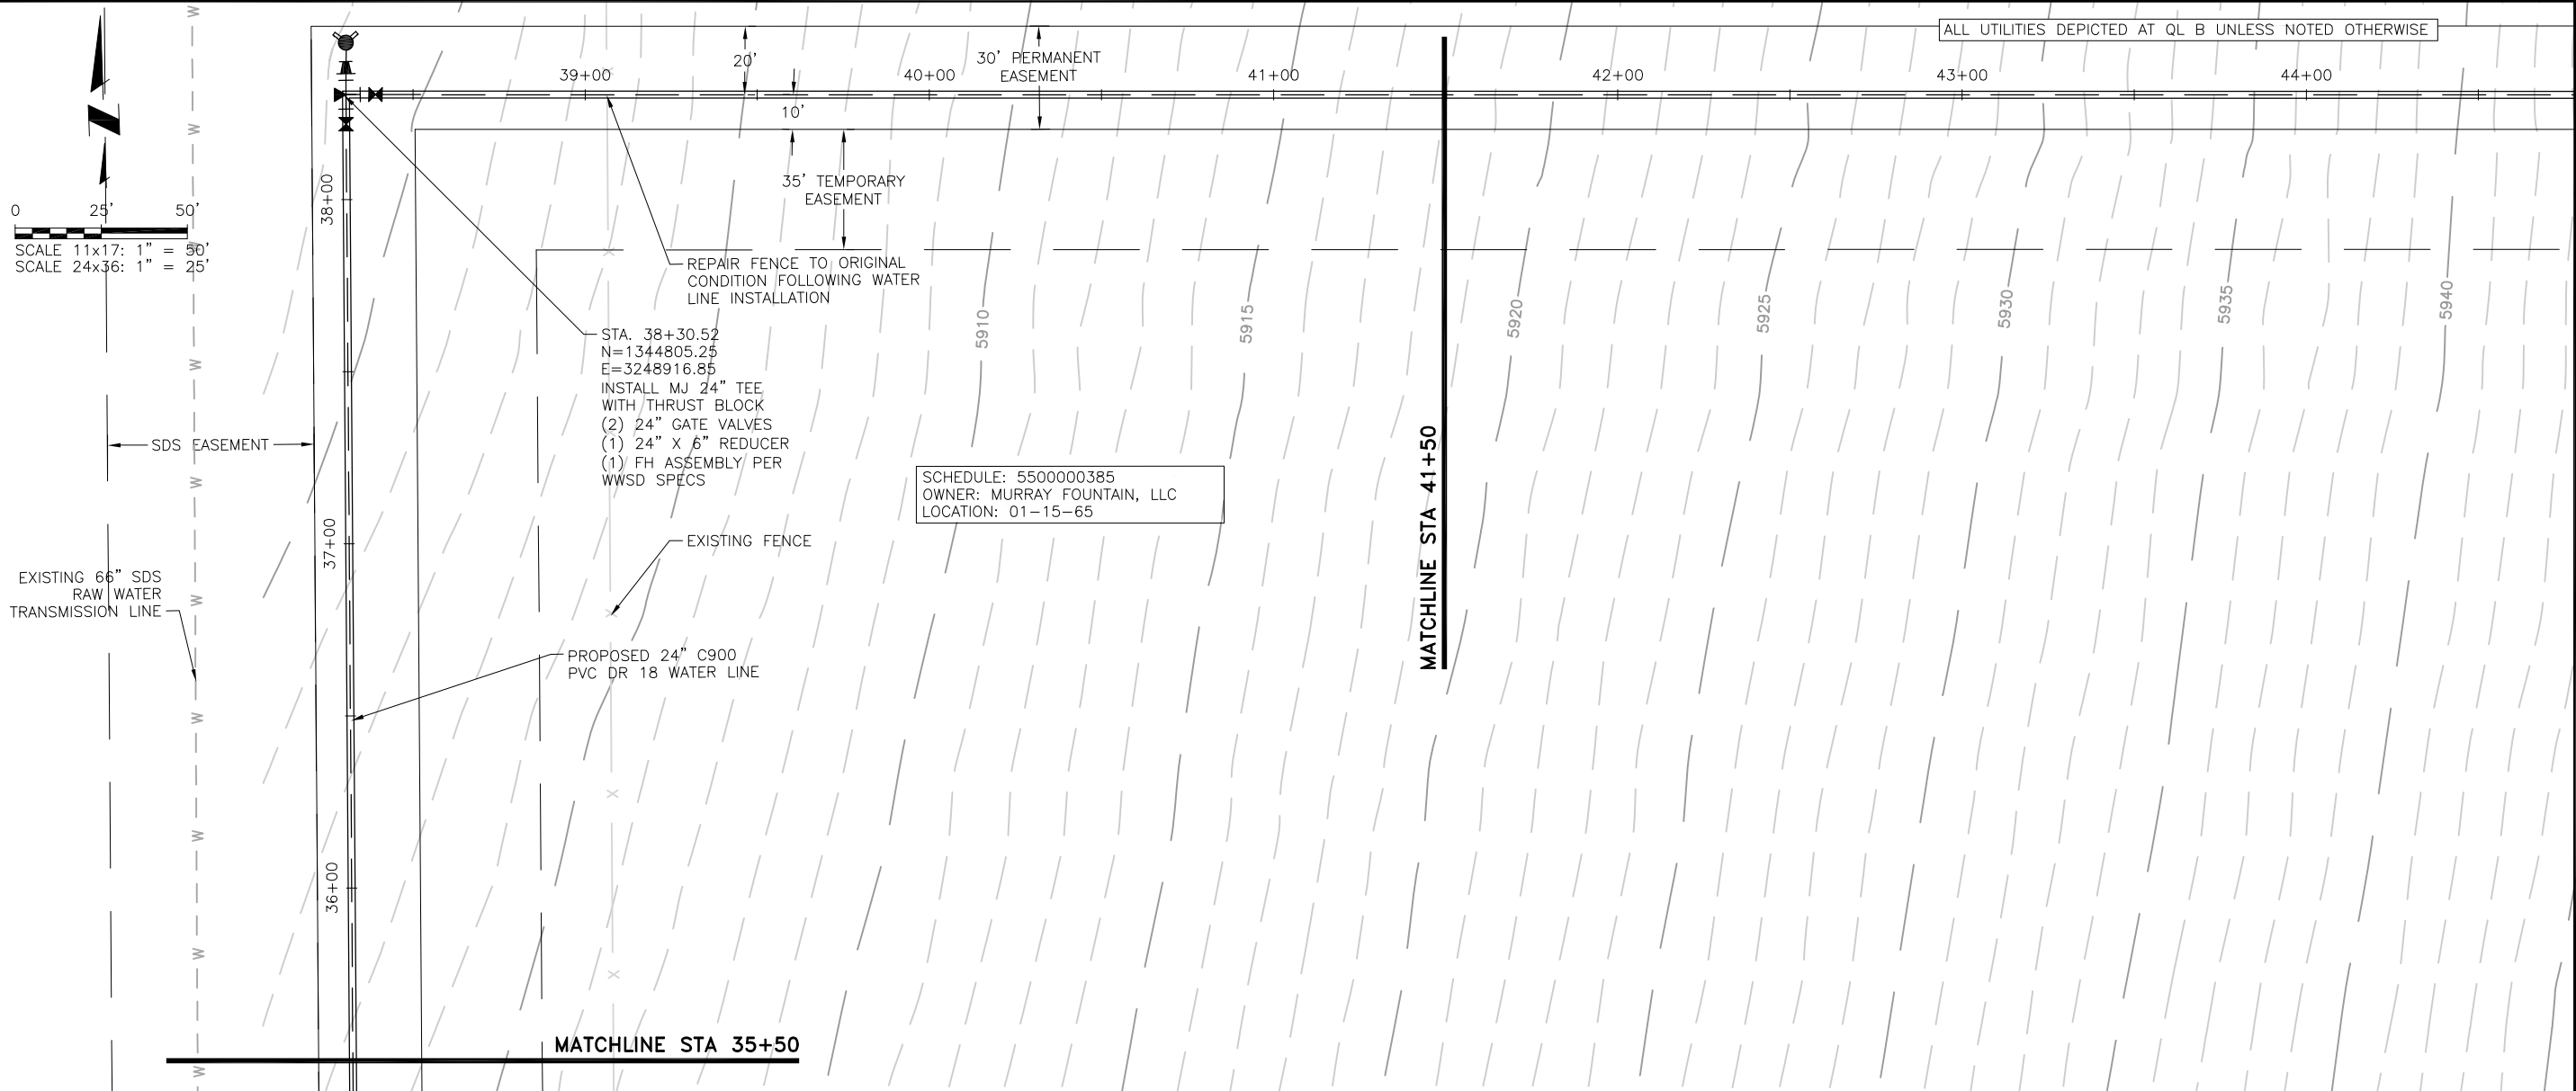 ALL UTILITIES DEPICTED AT QL B UNLESS NOTED OTHERWISE
N
0 25' 50'
SCALE 11x17: 1" = 50'
SCALE 24x36: 1" = 25'
20'
30' PERMANENT
EASEMENT
39+00 40+00 41+00 42+00 43+00 44+00
10'
35' TEMPORARY
EASEMENT
38+00
REPAIR FENCE TO ORIGINAL
CONDITION FOLLOWING WATER
LINE INSTALLATION
STA. 38+30.52
N=1344805.25
E=3248916.85
INSTALL MJ 24" TEE
WITH THRUST BLOCK
(2) 24" GATE VALVES
(1) 24" X 6" REDUCER
(1) FH ASSEMBLY PER
WWSD SPECS
5910 5915 5920 5925 5930 5935 5940
SDS EASEMENT
SCHEDULE: 5500000385
OWNER: MURRAY FOUNTAIN, LLC
LOCATION: 01-15-65
MATCHLINE STA 41+50
37+00
EXISTING FENCE
EXISTING 66" SDS
RAW WATER
TRANSMISSION LINE
PROPOSED 24" C900
PVC DR 18 WATER LINE
36+00
MATCHLINE STA 35+50
W
W
W
W
W
W
W
W
W
W
X
X
X
X